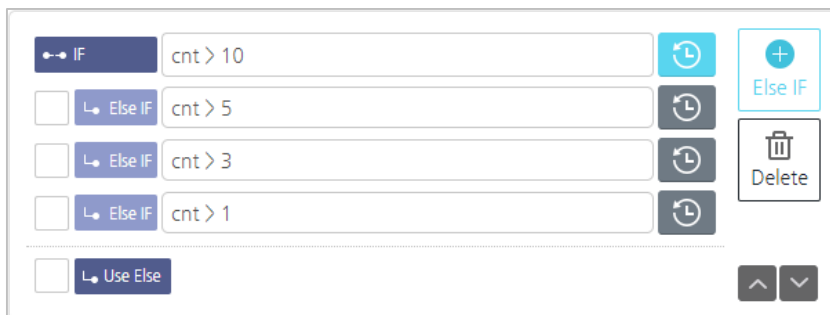 IF cnt > 10
Else IF cnt > 5
Else IF cnt > 3
Else IF cnt > 1
Use Else
Else IF
Delete